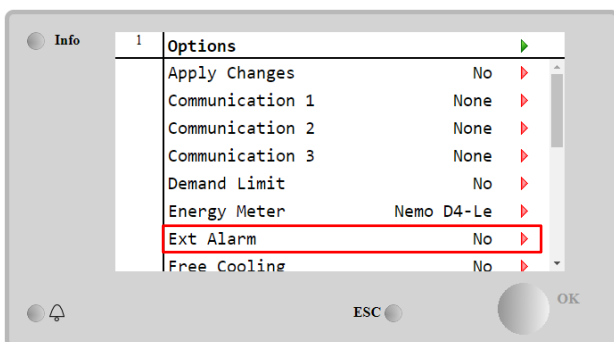 Info
1 Options
Apply Changes No
Communication 1 None
Communication 2 None
Communication 3 None
Demand Limit No
Energy Meter Nemo D4-Le
Ext Alarm No
Free Cooling No
ESC
OK